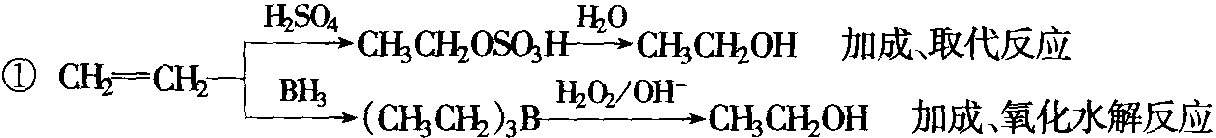 H₂SO₄ H₂O
CH₃CH₂OSO₃H→CH₃CH₂OH 加成、取代反应
① CH₂=CH₂
BH₃ H₂O₂/OH⁻
(CH₃CH₂)₃B→CH₃CH₂OH 加成、氧化水解反应